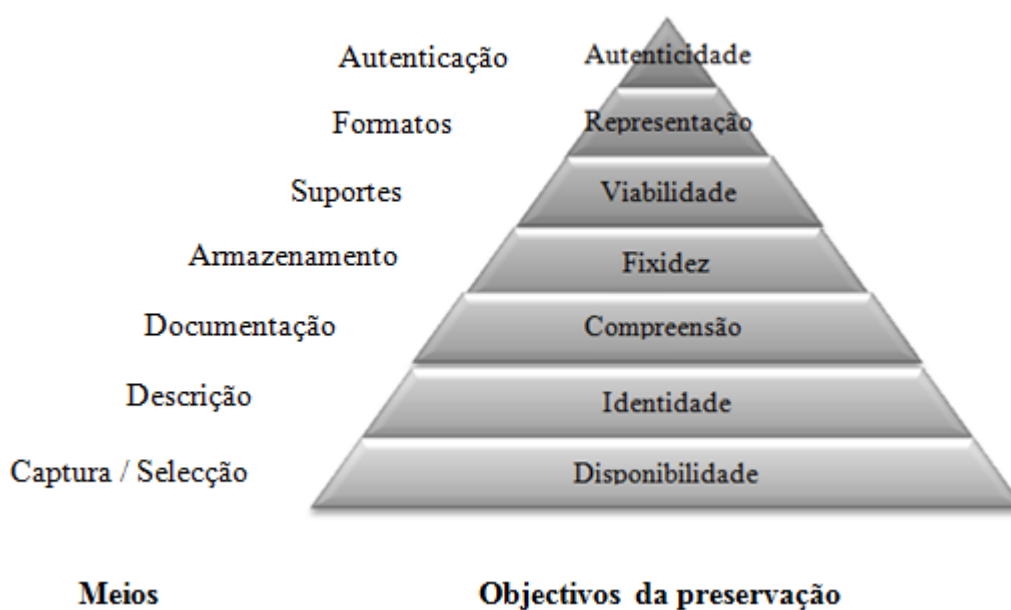 Autenticação Autenticidade
Formatos Representação
Suportes Viabilidade
Armazenamento Fixidez
Documentação Compreensão
Descrição Identidade
Captura / Selecção Disponibilidade
Meios Objectivos da preservação